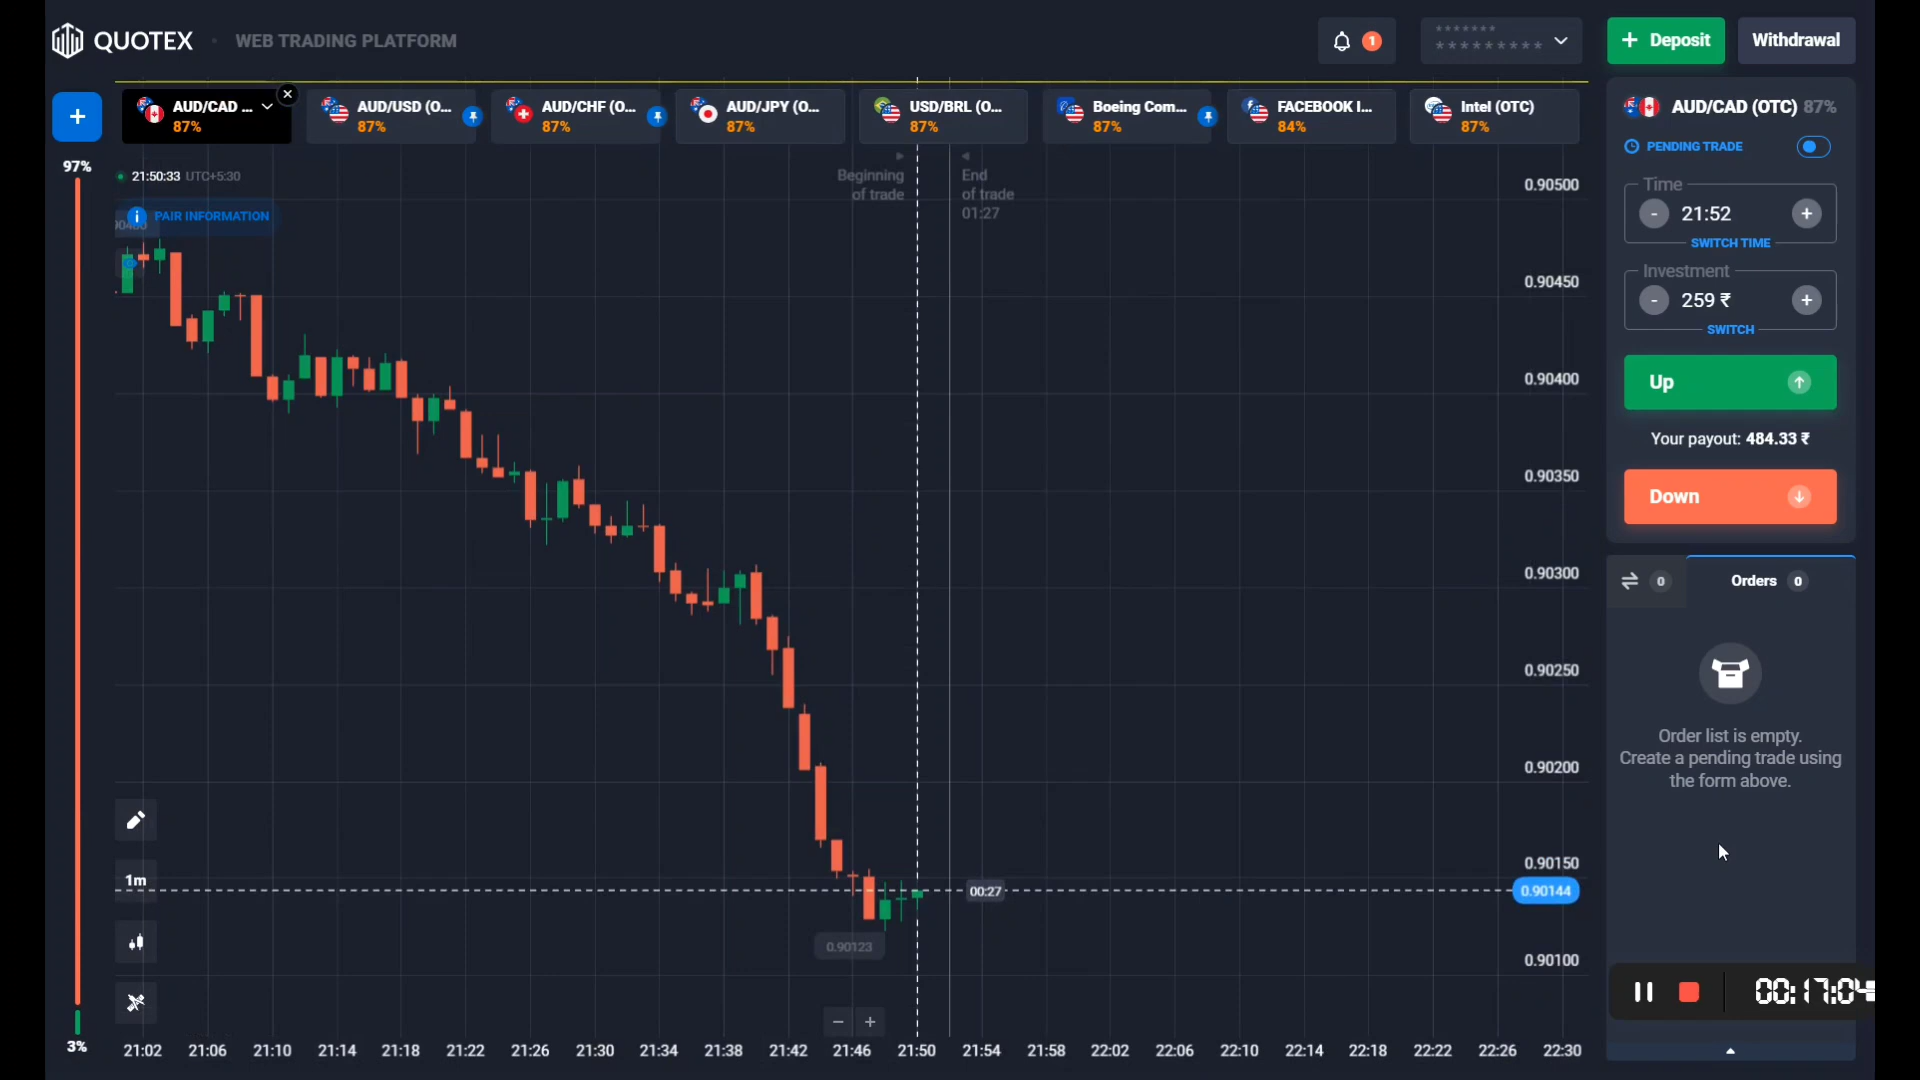 QUOTEX
WEB TRADING PLATFORM
1
*******
*********
+ Deposit
Withdrawal
+
AUD/CAD ...
87%
AUD/USD (O...
87%
AUD/CHF (O...
87%
AUD/JPY (O...
87%
USD/BRL (O...
87%
Boeing Com...
87%
FACEBOOK I...
84%
Intel (OTC)
87%
AUD/CAD (OTC) 87%
PENDING TRADE
97%
21:50:33 UTC+5:30
PAIR INFORMATION
Beginning
of trade
End
of trade
01:27
Time
- 21:52 +
SWITCH TIME
Investment
- 259 ₹ +
SWITCH
Up
Your payout: 484.33 ₹
Down
0
Orders 0
Order list is empty.
Create a pending trade using
the form above.
0.90500
0.90450
0.90400
0.90350
0.90300
0.90250
0.90200
0.90150
0.90144
0.90100
1m
00:27
0.90123
− +
3%
21:02 21:06 21:10 21:14 21:18 21:22 21:26 21:30 21:34 21:38 21:42 21:46 21:50 21:54 21:58 22:02 22:06 22:10 22:14 22:18 22:22 22:26 22:30
00:17:04